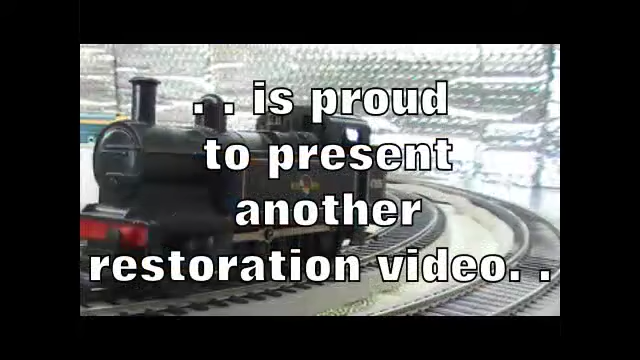 . . is proud
to present
another
restoration video. .